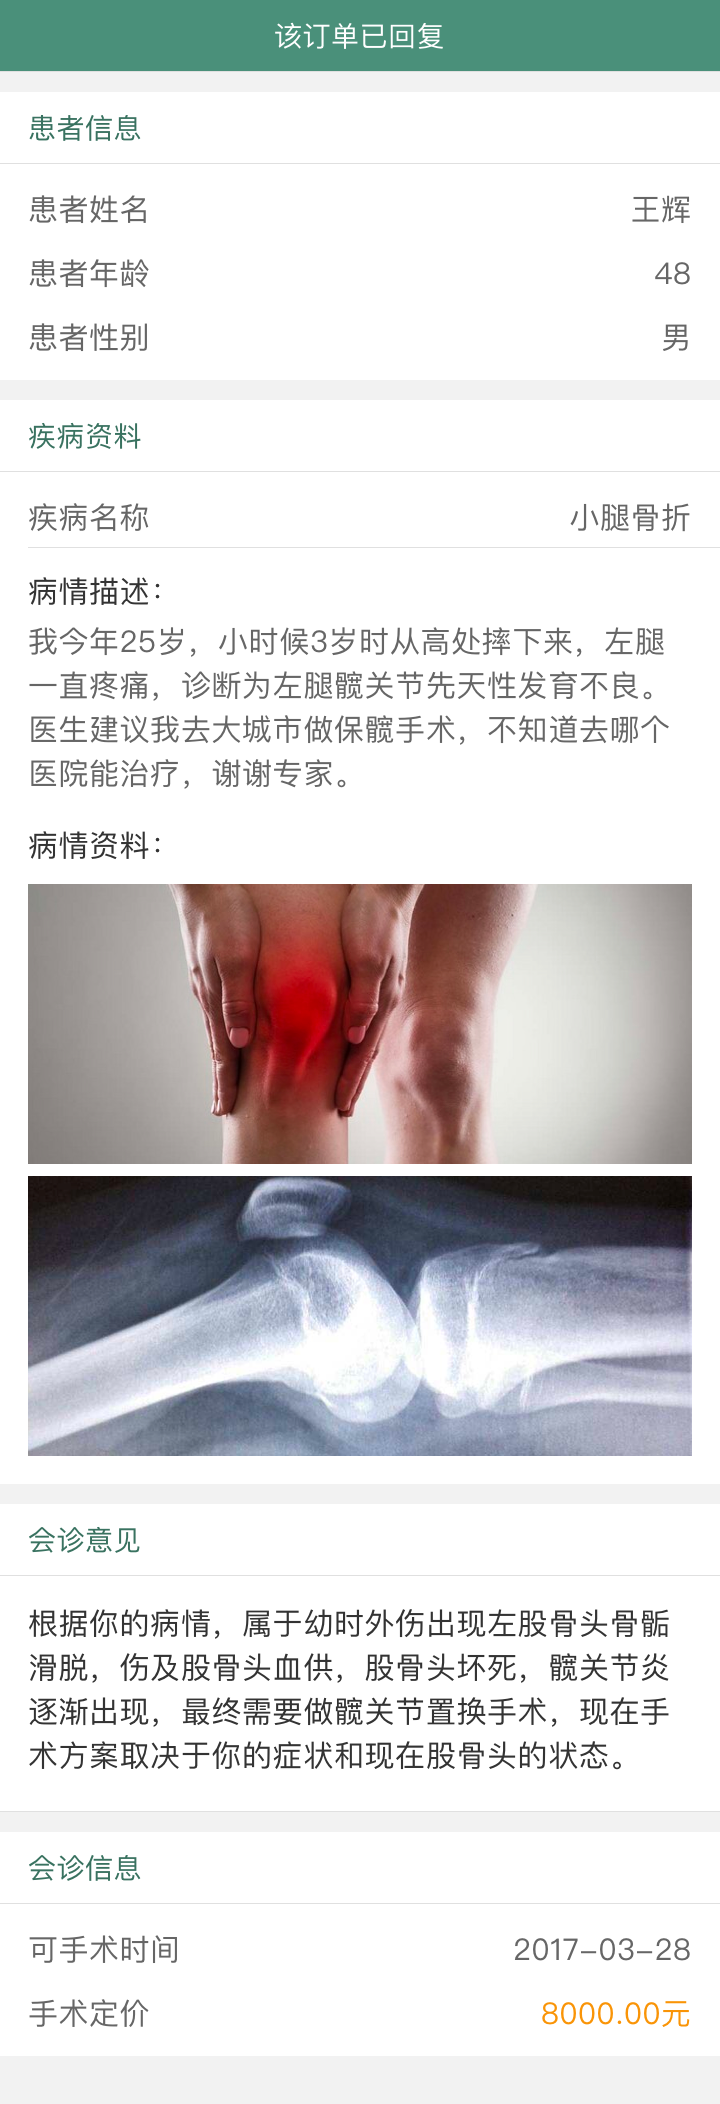 该订单已回复
患者信息
患者姓名 王辉
患者年龄 48
患者性别 男
疾病资料
疾病名称 小腿骨折
病情描述：
我今年25岁，小时候3岁时从高处摔下来，左腿
一直疼痛，诊断为左腿髋关节先天性发育不良。
医生建议我去大城市做保髋手术，不知道去哪个
医院能治疗，谢谢专家。
病情资料：
会诊意见
根据你的病情，属于幼时外伤出现左股骨头骨骺
滑脱，伤及股骨头血供，股骨头坏死，髋关节炎
逐渐出现，最终需要做髋关节置换手术，现在手
术方案取决于你的症状和现在股骨头的状态。
会诊信息
可手术时间 2017-03-28
手术定价 8000.00元